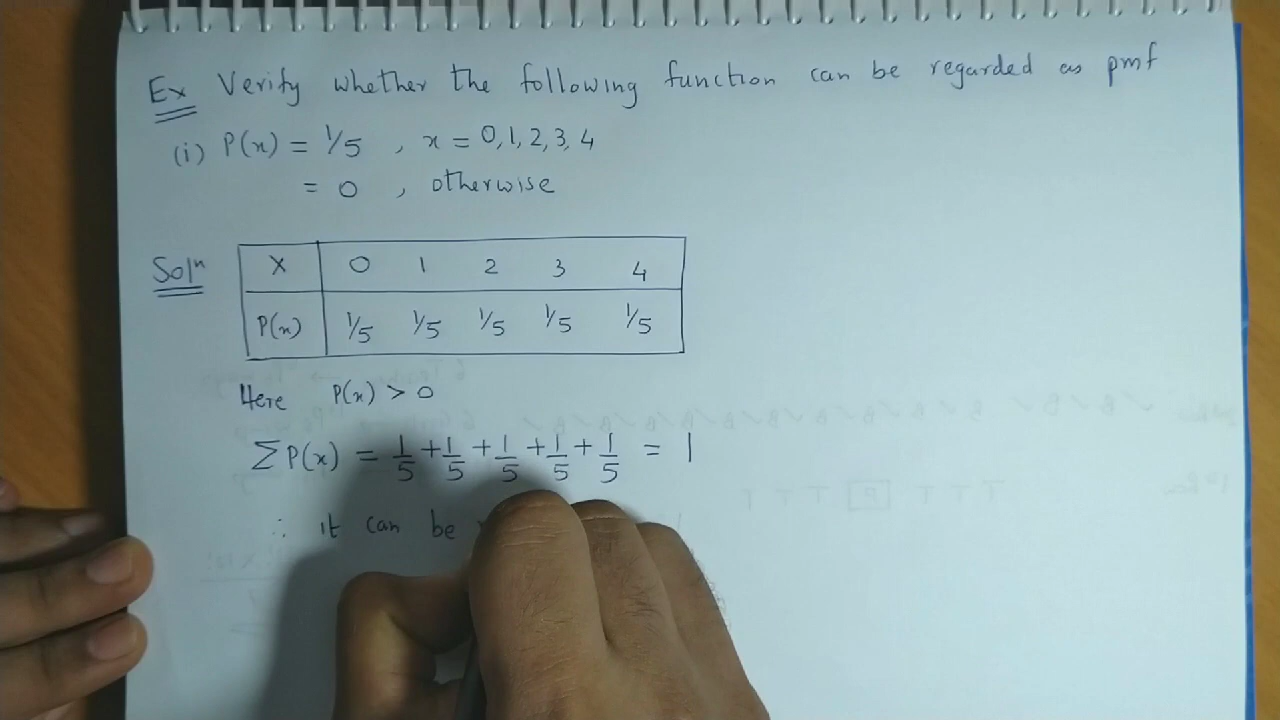 Ex Verify whether the following function can be regarded as pmf
(i) P(x) = 1/5 , x = 0,1,2,3,4
= 0 , otherwise
Solⁿ
X 0 1 2 3 4
P(x) 1/5 1/5 1/5 1/5 1/5
Here P(x) > 0
∑P(x) = 1/5 + 1/5 + 1/5 + 1/5 + 1/5 = 1
∴ it can be